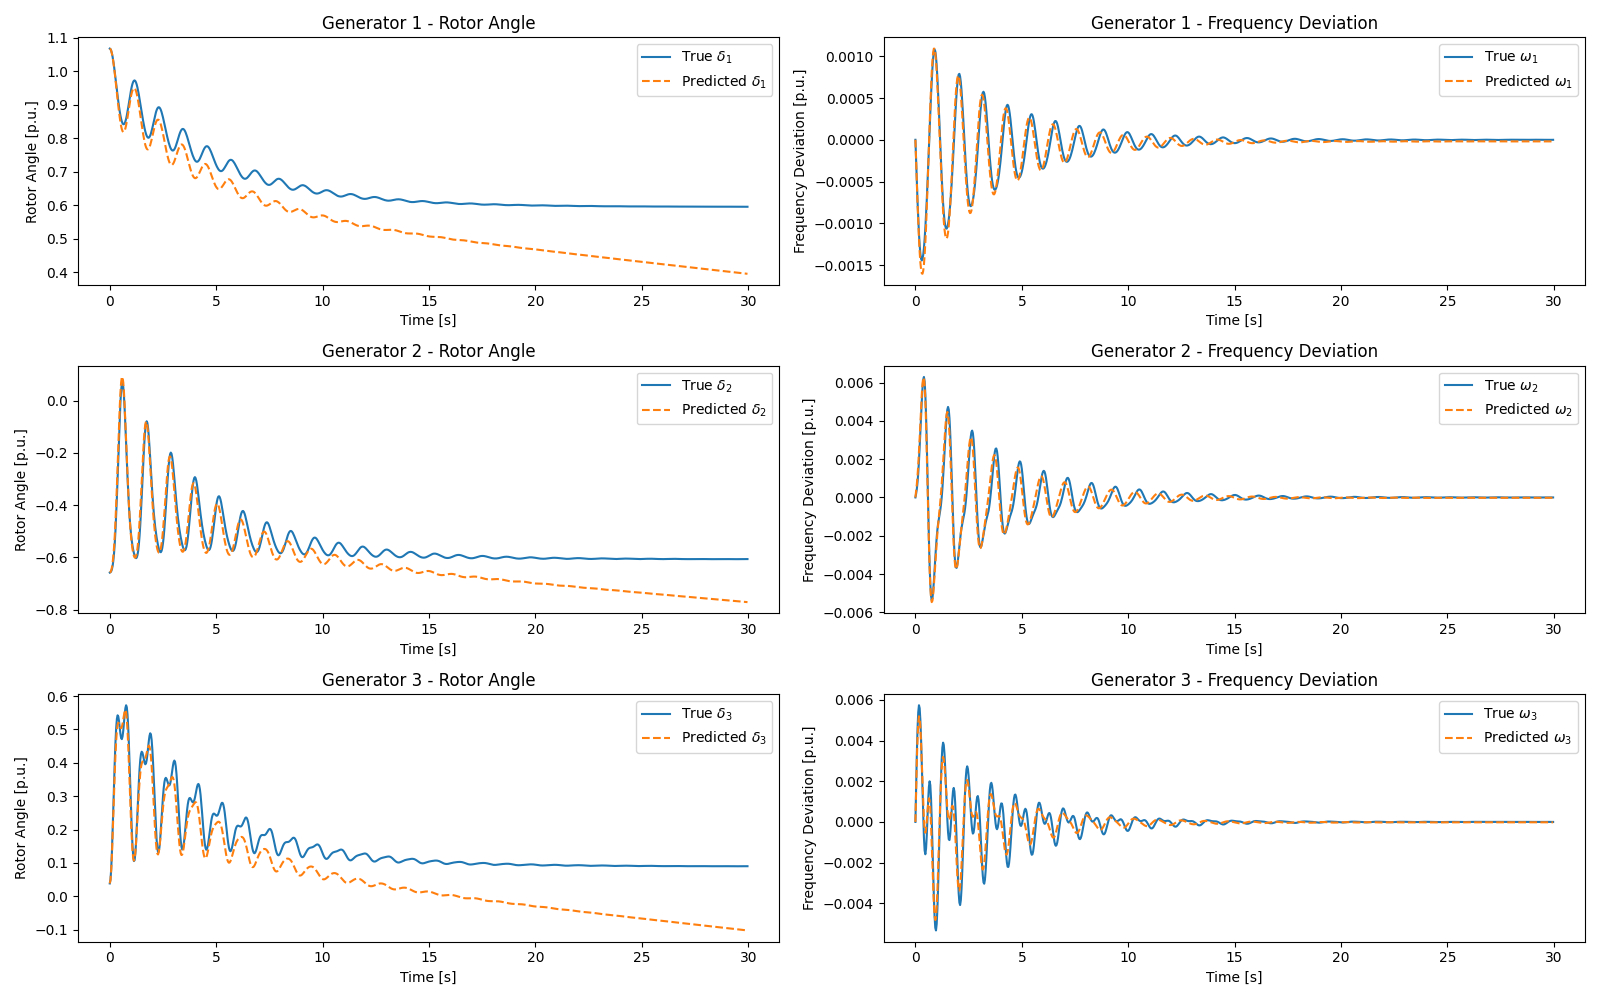 Generator 1 - Rotor Angle
Rotor Angle [p.u.]
1.1
1.0
0.9
0.8
0.7
0.6
0.5
0.4
True δ1
Predicted δ1
0 5 10 15 20 25 30
Time [s]
Generator 1 - Frequency Deviation
Frequency Deviation [p.u.]
0.0010
0.0005
0.0000
−0.0005
−0.0010
−0.0015
True ω1
Predicted ω1
0 5 10 15 20 25 30
Time [s]
Generator 2 - Rotor Angle
Rotor Angle [p.u.]
0.0
−0.2
−0.4
−0.6
−0.8
True δ2
Predicted δ2
0 5 10 15 20 25 30
Time [s]
Generator 2 - Frequency Deviation
Frequency Deviation [p.u.]
0.006
0.004
0.002
0.000
−0.002
−0.004
−0.006
True ω2
Predicted ω2
0 5 10 15 20 25 30
Time [s]
Generator 3 - Rotor Angle
Rotor Angle [p.u.]
0.6
0.5
0.4
0.3
0.2
0.1
0.0
−0.1
True δ3
Predicted δ3
0 5 10 15 20 25 30
Time [s]
Generator 3 - Frequency Deviation
Frequency Deviation [p.u.]
0.006
0.004
0.002
0.000
−0.002
−0.004
True ω3
Predicted ω3
0 5 10 15 20 25 30
Time [s]